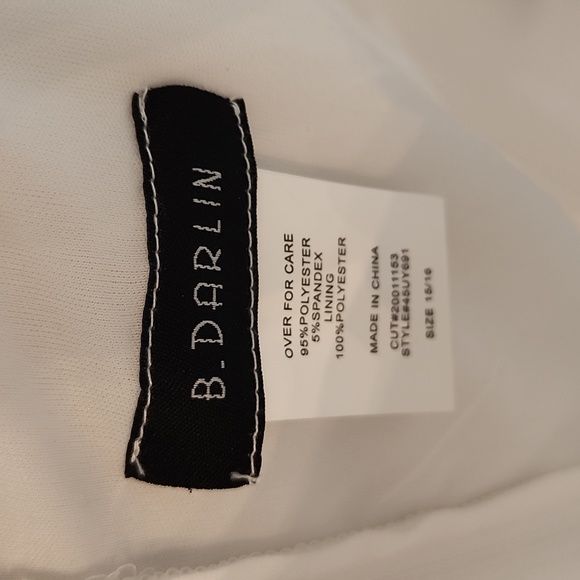 B.DARLIN
OVER FOR CARE
95%POLYESTER
5%SPANDEX
LINING
100%POLYESTER
MADE IN CHINA
CUT#20011153
STYLE#45UY691
SIZE 15/16